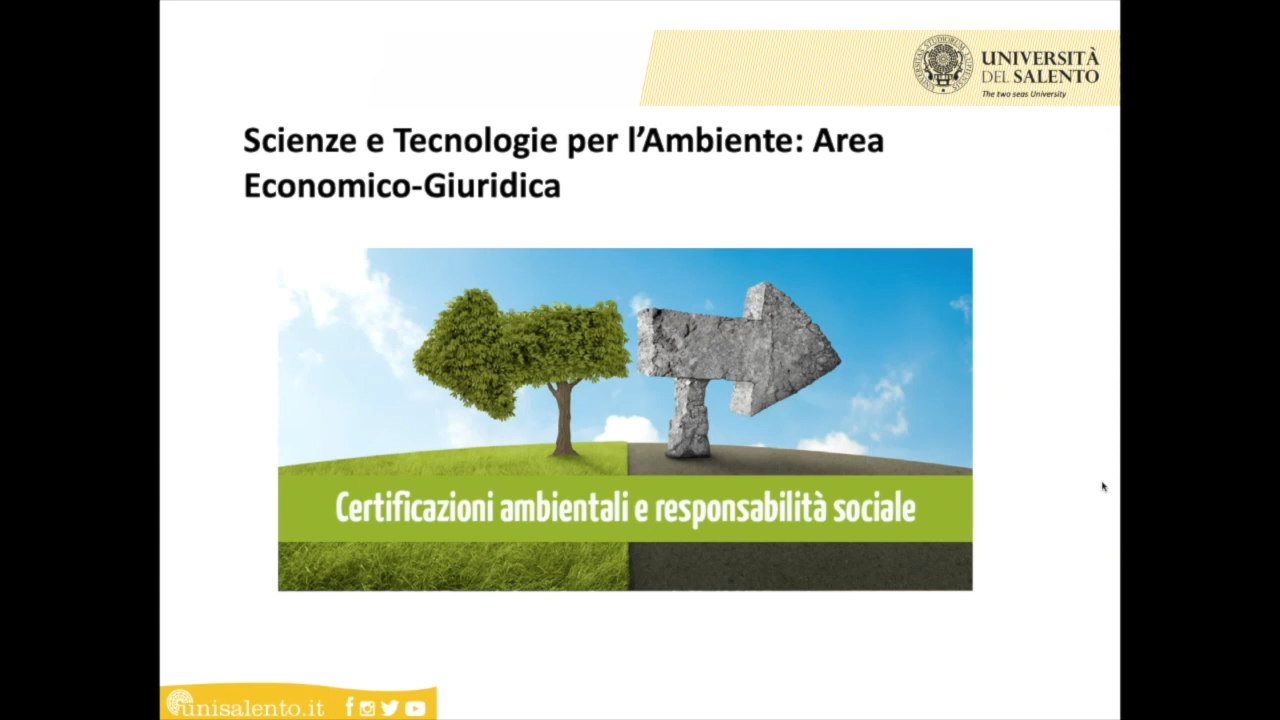 UNIVERSITÀ
DEL SALENTO
The two seas University
Scienze e Tecnologie per l’Ambiente: Area
Economico-Giuridica
Certificazioni ambientali e responsabilità sociale
unisalento.it